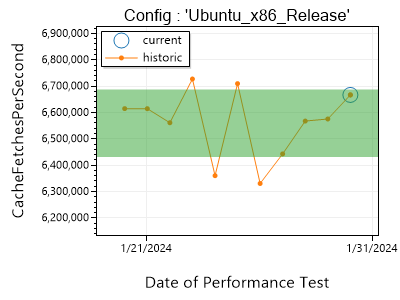 Config : 'Ubuntu_x86_Release'
current
historic
CacheFetchesPerSecond
6,900,000
6,800,000
6,700,000
6,600,000
6,500,000
6,400,000
6,300,000
6,200,000
1/21/2024
1/31/2024
Date of Performance Test